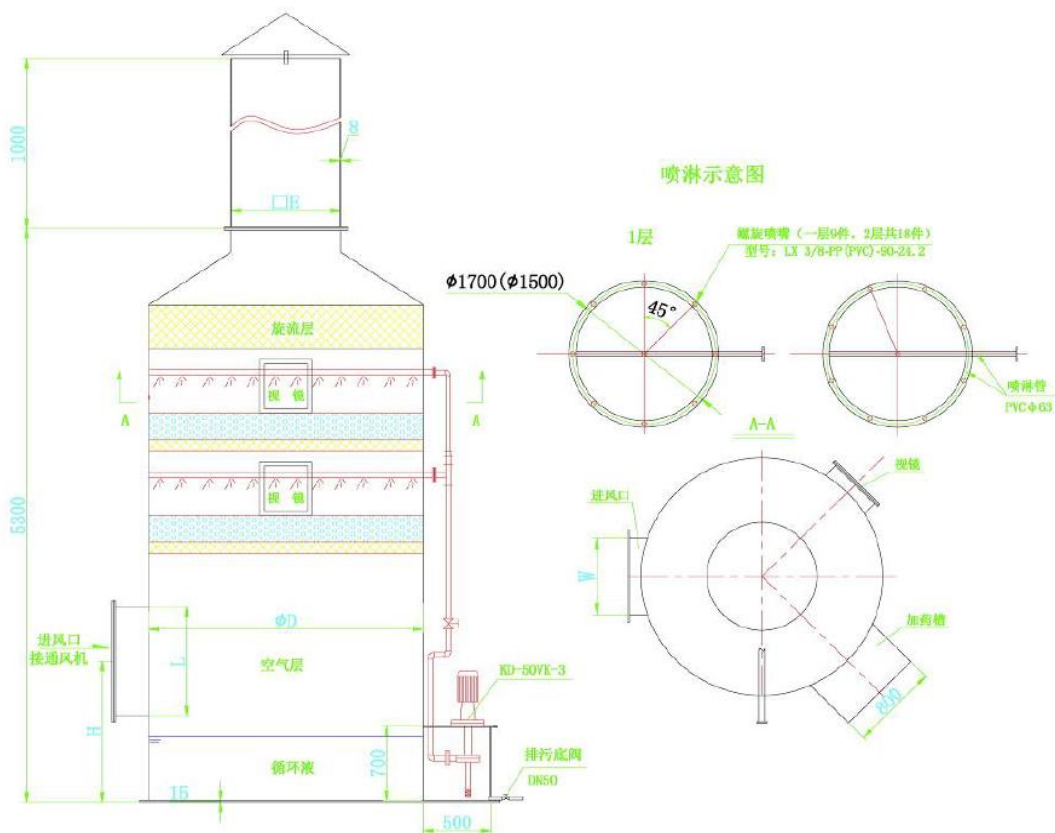 1000
8
□E
旋流层
视 镜
A
A
视 镜
5300
进风口
接通风机
ΦD
L
空气层
H
KD-50VK-3
循环液
700
排污底阀
DN50
15
500
喷淋示意图
1层
螺旋喷嘴（一层9件，2层共18件）
型号：LX 3/8-PP(PVC)-90-24.2
Φ1700(Φ1500)
45°
喷淋管
PVCΦ63
A-A
视镜
进风口
W
加药槽
800